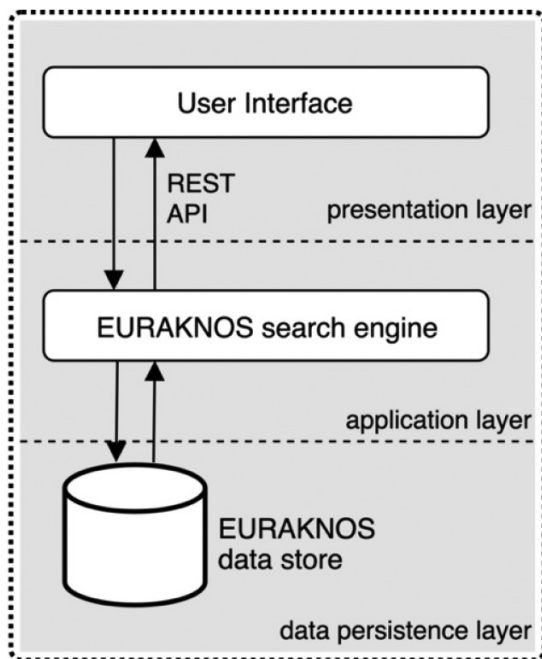 User Interface
REST
API
presentation layer
EURAKNOS search engine
application layer
EURAKNOS
data store
data persistence layer